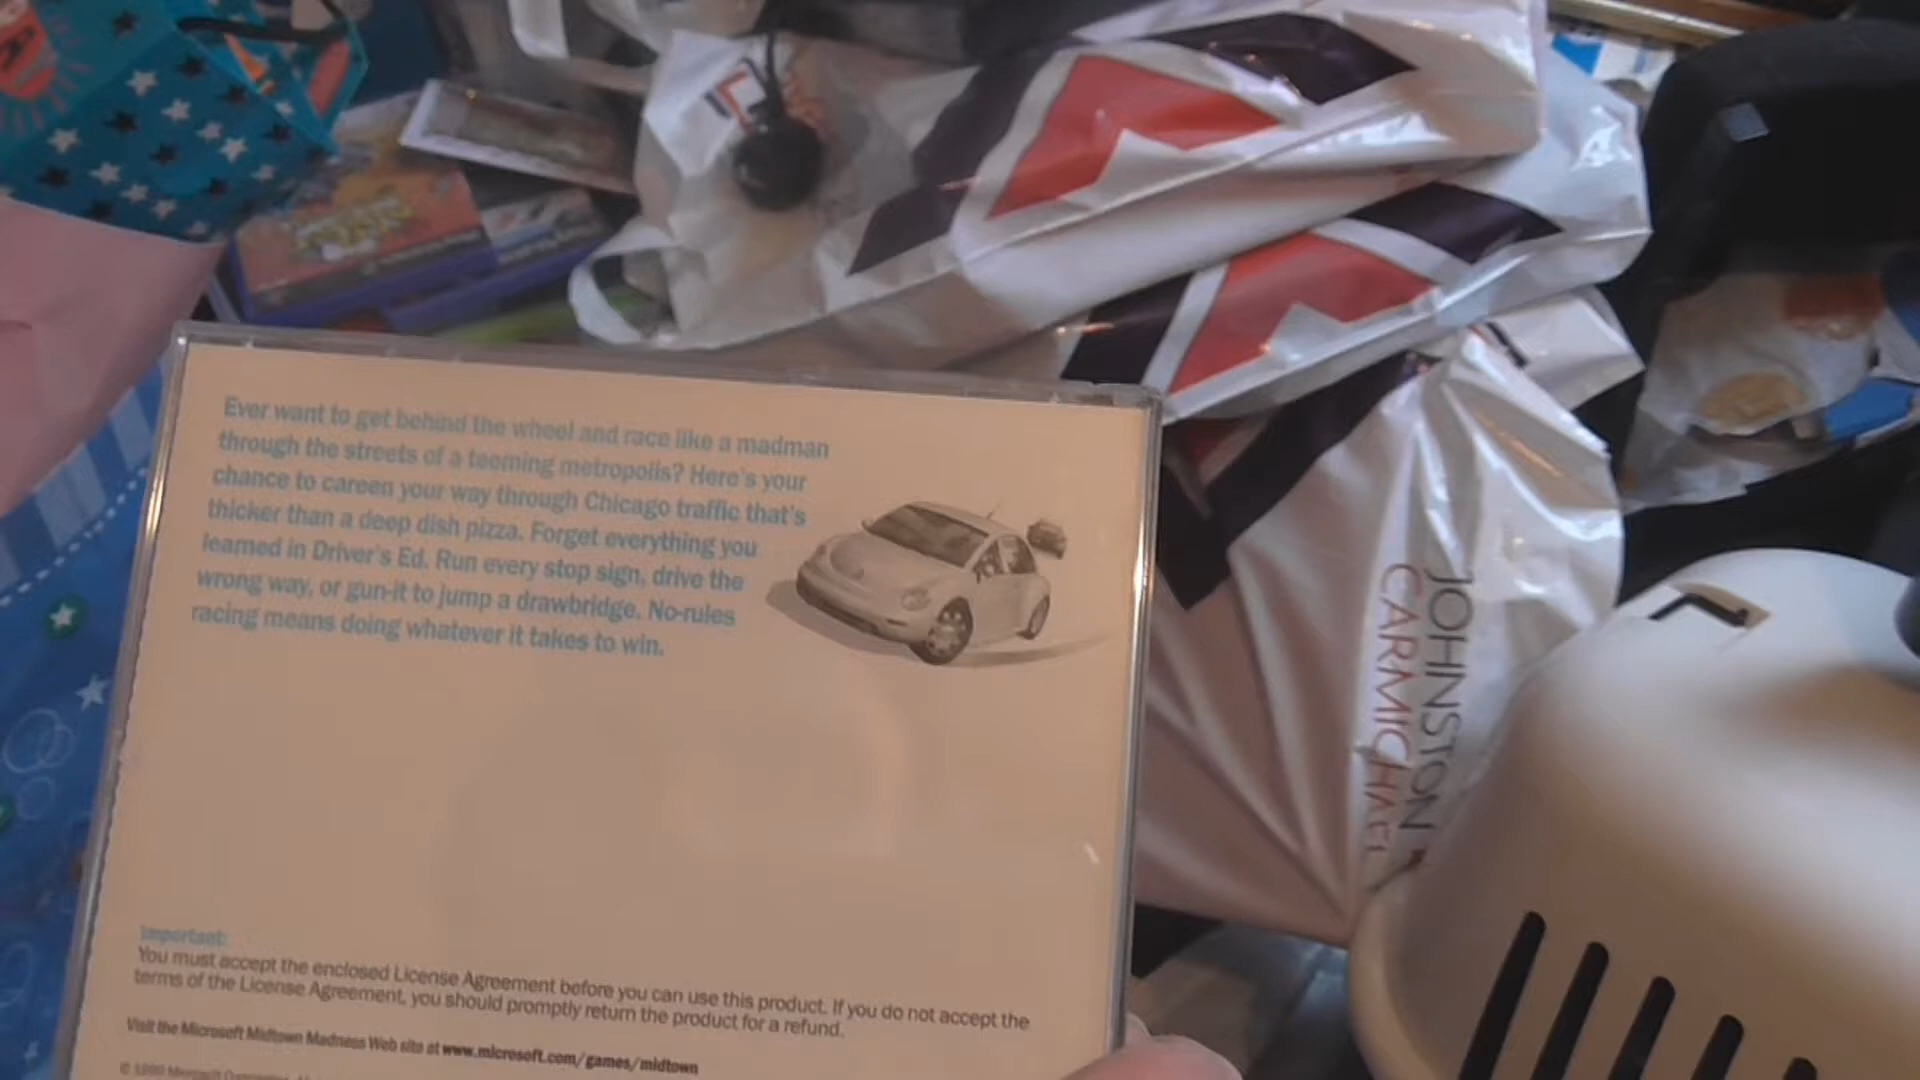 Ever want to get behind the wheel and race like a madman
through the streets of a teeming metropolis? Here's your
chance to careen your way through Chicago traffic that's
thicker than a deep dish pizza. Forget everything you
learned in Driver's Ed. Run every stop sign, drive the
wrong way, or gun-it to jump a drawbridge. No-rules
racing means doing whatever it takes to win.
Important:
You must accept the enclosed License Agreement before you can use this product. If you do not accept the
terms of the License Agreement, you should promptly return the product for a refund.
Visit the Microsoft Midtown Madness Web site at www.microsoft.com/games/midtown
© 1999 Microsoft
JOHNSTON
CARMICHAEL